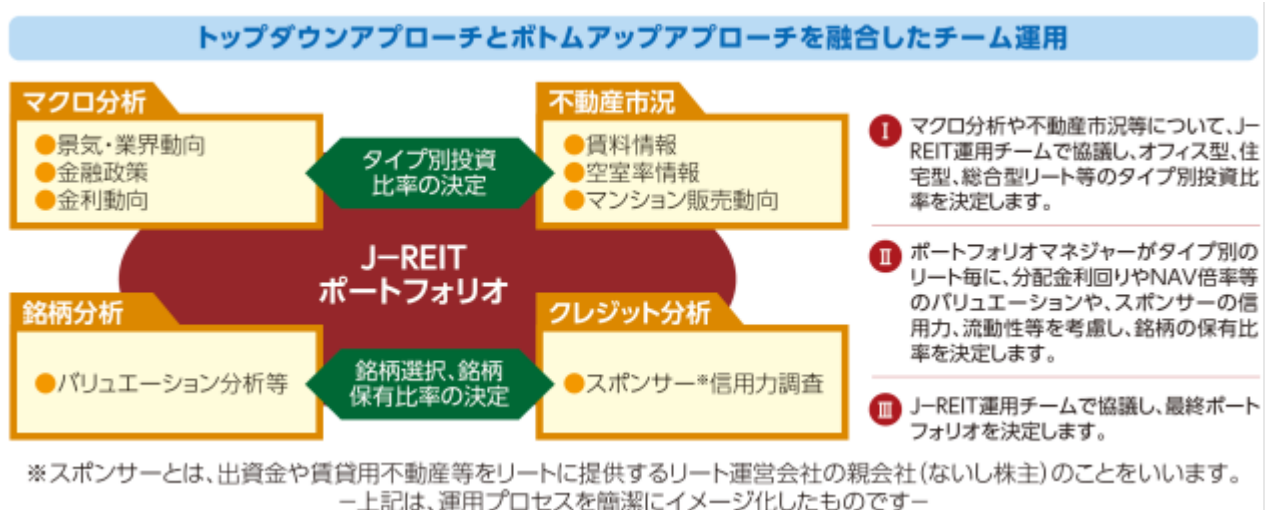 トップダウンアプローチとボトムアップアプローチを融合したチーム運用
マクロ分析
●景気・業界動向
●金融政策
●金利動向
タイプ別投資
比率の決定
不動産市況
●賃料情報
●空室率情報
●マンション販売動向
J−REIT
ポートフォリオ
銘柄分析
●バリュエーション分析等
銘柄選択、銘柄
保有比率の決定
クレジット分析
●スポンサー※信用力調査
Ⅰ マクロ分析や不動産市況等について、J−
REIT運用チームで協議し、オフィス型、住
宅型、総合型リート等のタイプ別投資比
率を決定します。
Ⅱ ポートフォリオマネジャーがタイプ別の
リート毎に、分配金利回りやNAV倍率等
のバリュエーションや、スポンサーの信
用力、流動性等を考慮し、銘柄の保有比
率を決定します。
Ⅲ J−REIT運用チームで協議し、最終ポート
フォリオを決定します。
※スポンサーとは、出資金や賃貸用不動産等をリートに提供するリート運営会社の親会社(ないし株主)のことをいいます。
−上記は、運用プロセスを簡潔にイメージ化したものです−